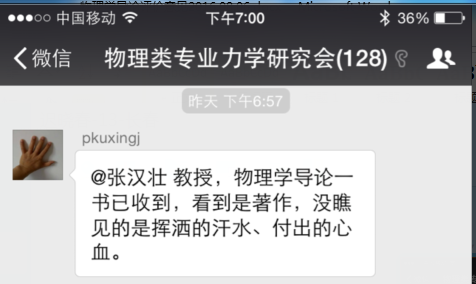 中国移动 下午7:00 36%
微信 物理类专业力学研究会(128)
昨天 下午6:57
pkuxingj
@张汉壮 教授，物理学导论一
书已收到，看到是著作，没瞧
见的是挥洒的汗水、付出的心
血。